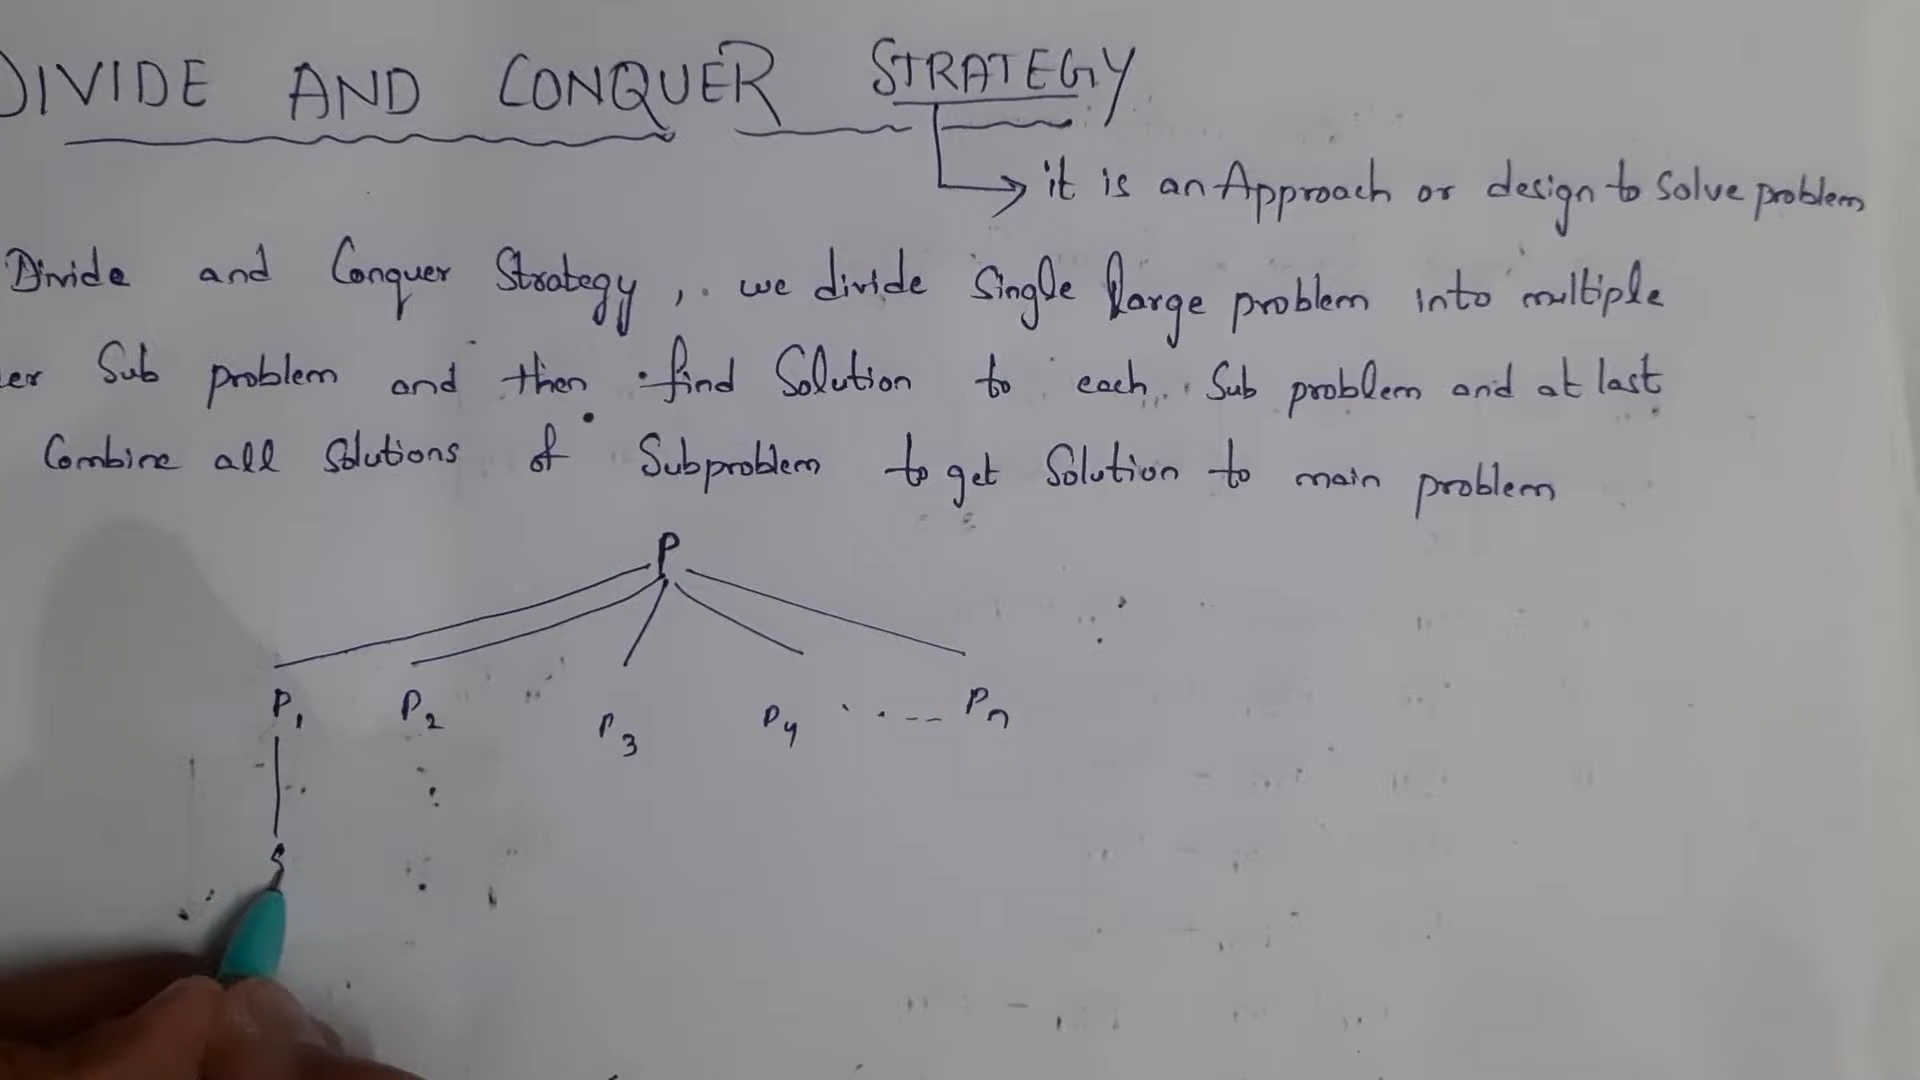 DIVIDE AND CONQUER STRATEGY
it is an Approach or design to Solve problem
Divide and Conquer Strategy, we divide Single large problem into multiple
er Sub problem and then find Solution to each Sub problem and at last
Combine all Solutions of Subproblem to get Solution to main problem
P
P1 P2 P3 P4 ..... Pn
S